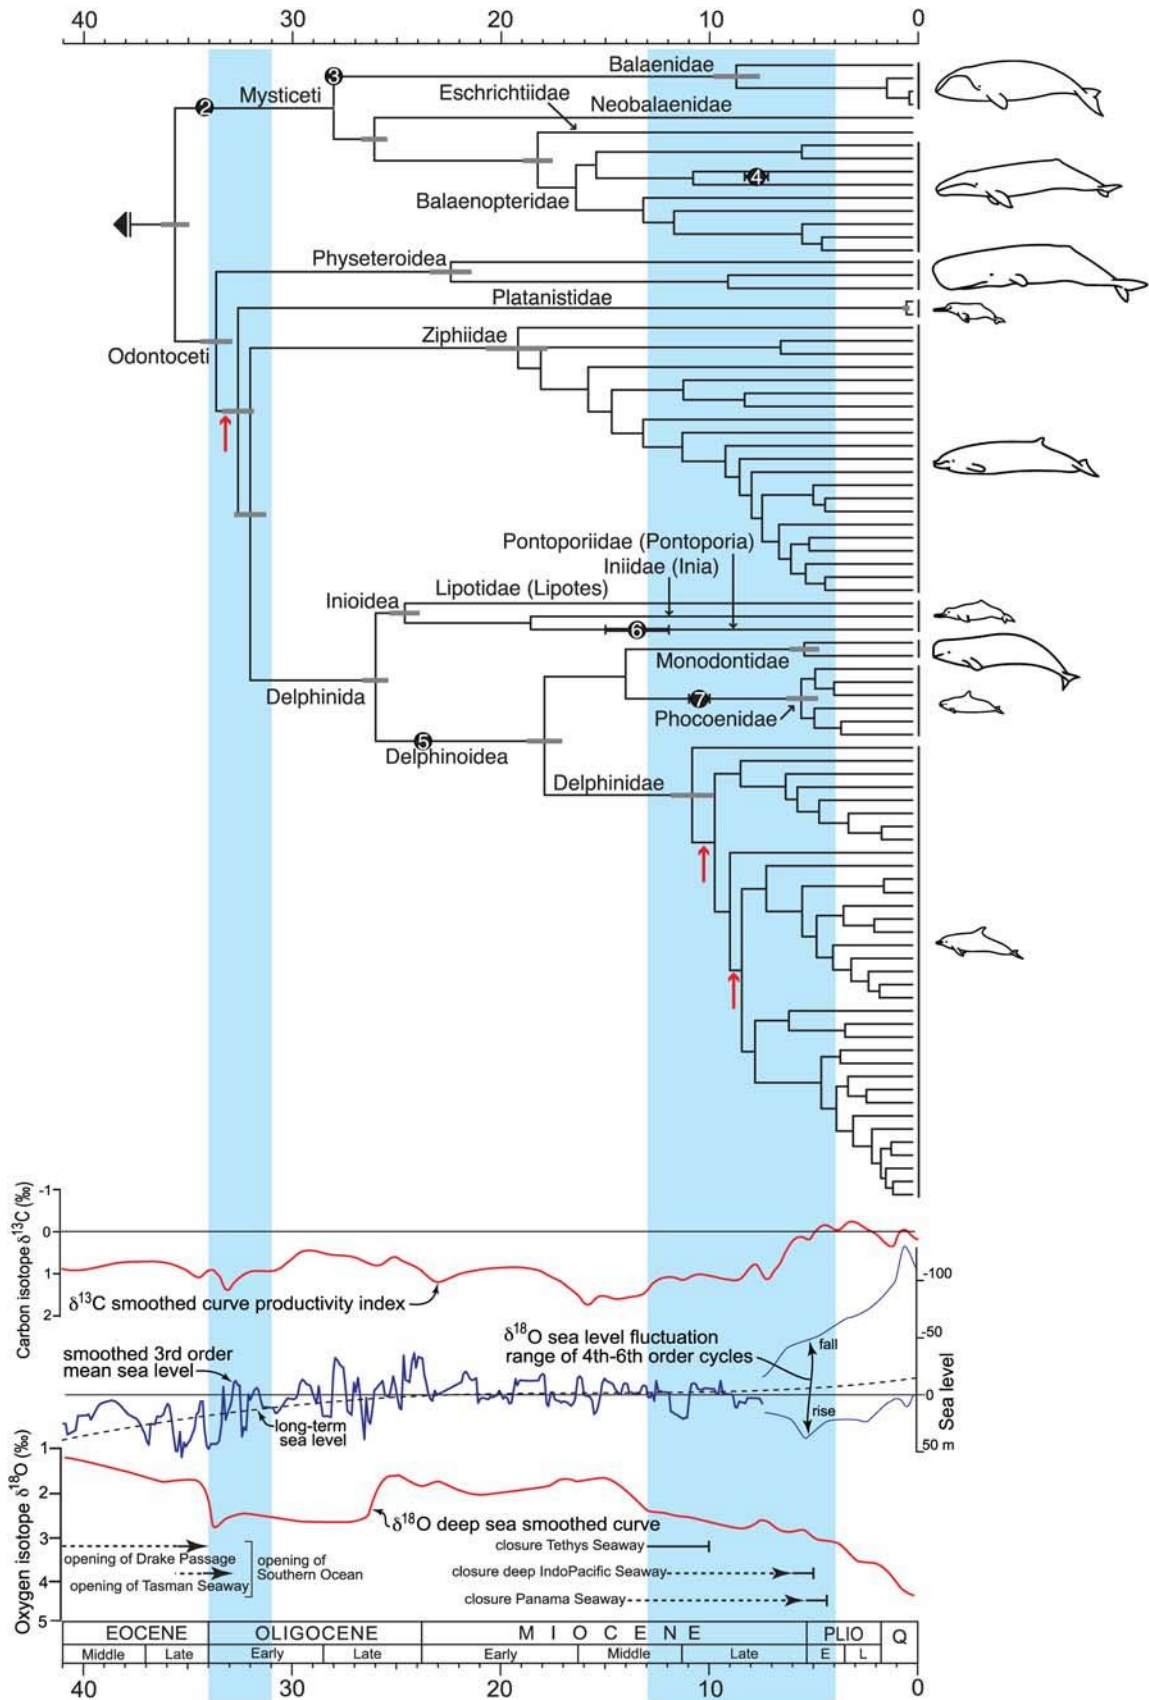 40 30 20 10 0
Balaenidae
3
Eschrichtiidae
Mysticeti
Neobalaenidae
2
4
Balaenopteridae
Physeteroidea
Platanistidae
Ziphiidae
Odontoceti
Pontoporiidae (Pontoporia)
Iniidae (Inia)
Lipotidae (Lipotes)
Inioidea
6
Monodontidae
Delphinida
7
Phocoenidae
5
Delphinoidea
Delphinidae
Carbon isotope δ13C (‰)
-1
0
1
2
δ13C smoothed curve productivity index
smoothed 3rd order
mean sea level
long-term
sea level
δ18O sea level fluctuation
range of 4th-6th order cycles
fall
rise
-100
-50
0
50 m
Sea level
Oxygen isotope δ18O (‰)
1
2
3
4
5
δ18O deep sea smoothed curve
opening of Drake Passage
opening of Tasman Seaway
opening of
Southern Ocean
closure Tethys Seaway
closure deep IndoPacific Seaway
closure Panama Seaway
EOCENE OLIGOCENE MIOCENE PLIO Q
Middle Late Early Late Early Middle Late E L
40 30 20 10 0